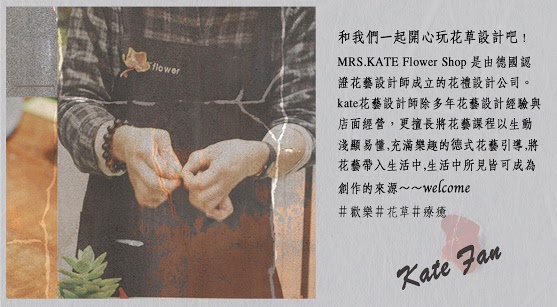 flower
和我們一起開心玩花草設計吧!
MRS.KATE Flower Shop 是由德國認
證花藝設計師成立的花禮設計公司。
kate花藝設計師除多年花藝設計經驗與
店面經營，更擅長將花藝課程以生動
淺顯易懂,充滿樂趣的德式花藝引導,將
花藝帶入生活中,生活中所見皆可成為
創作的來源~~welcome
#歡樂#花草#療癒
Kate Fan